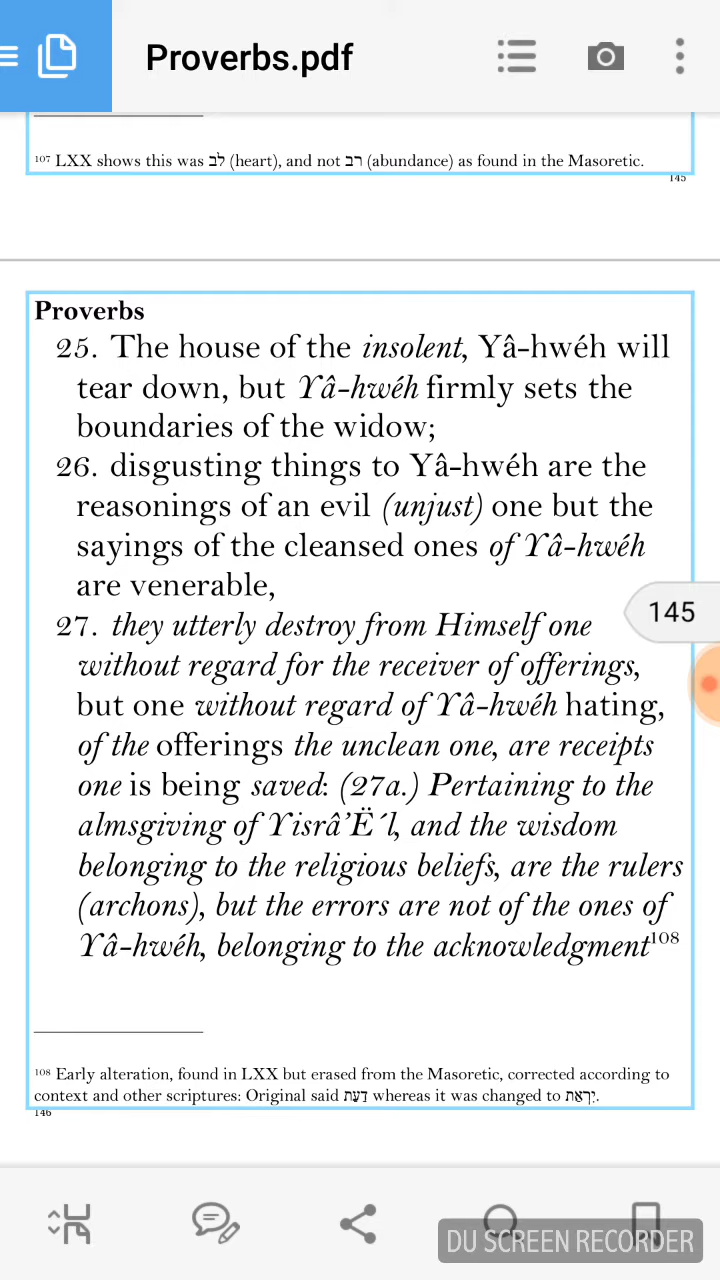 Proverbs.pdf
¹⁰⁷ LXX shows this was לֹב (heart), and not רב (abundance) as found in the Masoretic.
145
Proverbs
25. The house of the insolent, Yâ-hwéh will
tear down, but Yâ-hwéh firmly sets the
boundaries of the widow;
26. disgusting things to Yâ-hwéh are the
reasonings of an evil (unjust) one but the
sayings of the cleansed ones of Yâ-hwéh
are venerable,
145
27. they utterly destroy from Himself one
without regard for the receiver of offerings,
but one without regard of Yâ-hwéh hating,
of the offerings the unclean one, are receipts
one is being saved: (27a.) Pertaining to the
almsgiving of Yisrâ’Ë´l, and the wisdom
belonging to the religious beliefs, are the rulers
(archons), but the errors are not of the ones of
Yâ-hwéh, belonging to the acknowledgment¹⁰⁸
¹⁰⁸ Early alteration, found in LXX but erased from the Masoretic, corrected according to
context and other scriptures: Original said דַעַת whereas it was changed to יִרְאַת.
146
DU SCREEN RECORDER